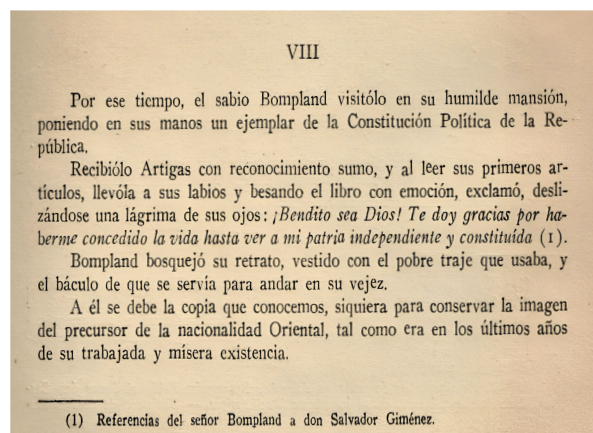 VIII
Por ese tiempo, el sabio Bompland visitólo en su humilde mansión,
poniendo en sus manos un ejemplar de la Constitución Política de la Re-
pública.
Recibiólo Artigas con reconocimiento sumo, y al leer sus primeros ar-
tículos, llevóla a sus labios y besando el libro con emoción, exclamó, desli-
zándose una lágrima de sus ojos: ¡Bendito sea Dios! Te doy gracias por ha-
berme concedido la vida hasta ver a mi patria independiente y constituída (1).
Bompland bosquejó su retrato, vestido con el pobre traje que usaba, y
el báculo de que se servía para andar en su vejez.
A él se debe la copia que conocemos, siquiera para conservar la imagen
del precursor de la nacionalidad Oriental, tal como era en los últimos años
de su trabajada y mísera existencia.
(1) Referencias del señor Bompland a don Salvador Giménez.